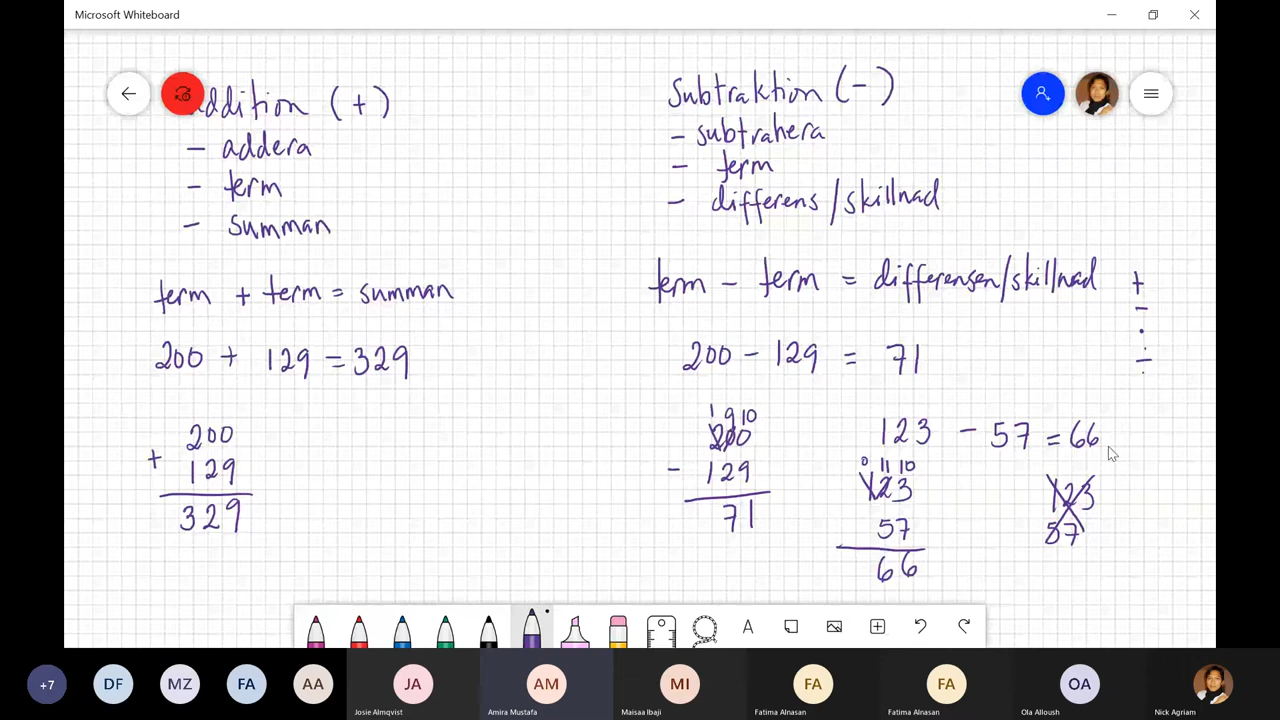 Microsoft Whiteboard
addition (+)
- addera
- term
- summan
term + term = summan
200 + 129 = 329
200
+ 129
329
Subtraktion (-)
- subtrahera
- term
- differens/skillnad
term - term = differensen/skillnad
+
-
·
÷
200 - 129 = 71
1 9 10
200
- 129
71
123 - 57 = 66
0 11 10
123
57
66
123
57
+7
DF
MZ
FA
AA
JA
Josie Almqvist
AM
Amira Mustafa
MI
Maisaa Ibaji
FA
Fatima Alnasan
FA
Fatima Alnasan
OA
Ola Alloush
Nick Agriam